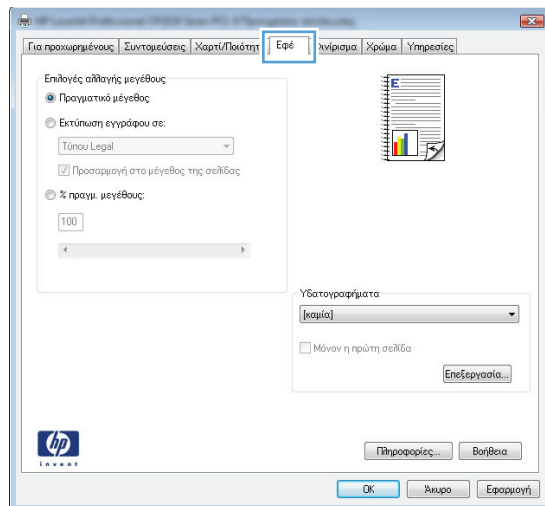 Για προχωρημένους Συντομεύσεις Χαρτί/Ποιότητ Εφέ Φινίρισμα Χρώμα Υπηρεσίες
Επιλογές αλλαγής μεγέθους
Πραγματικό μέγεθος
Εκτύπωση εγγράφου σε:
Τύπου Legal
Προσαρμογή στο μέγεθος της σελίδας
% πραγμ. μεγέθους:
100
E
Υδατογραφήματα
[καμία]
Μόνον η πρώτη σελίδα
Επεξεργασία...
hp
invent
Πληροφορίες... Βοήθεια
OK Άκυρο Εφαρμογή